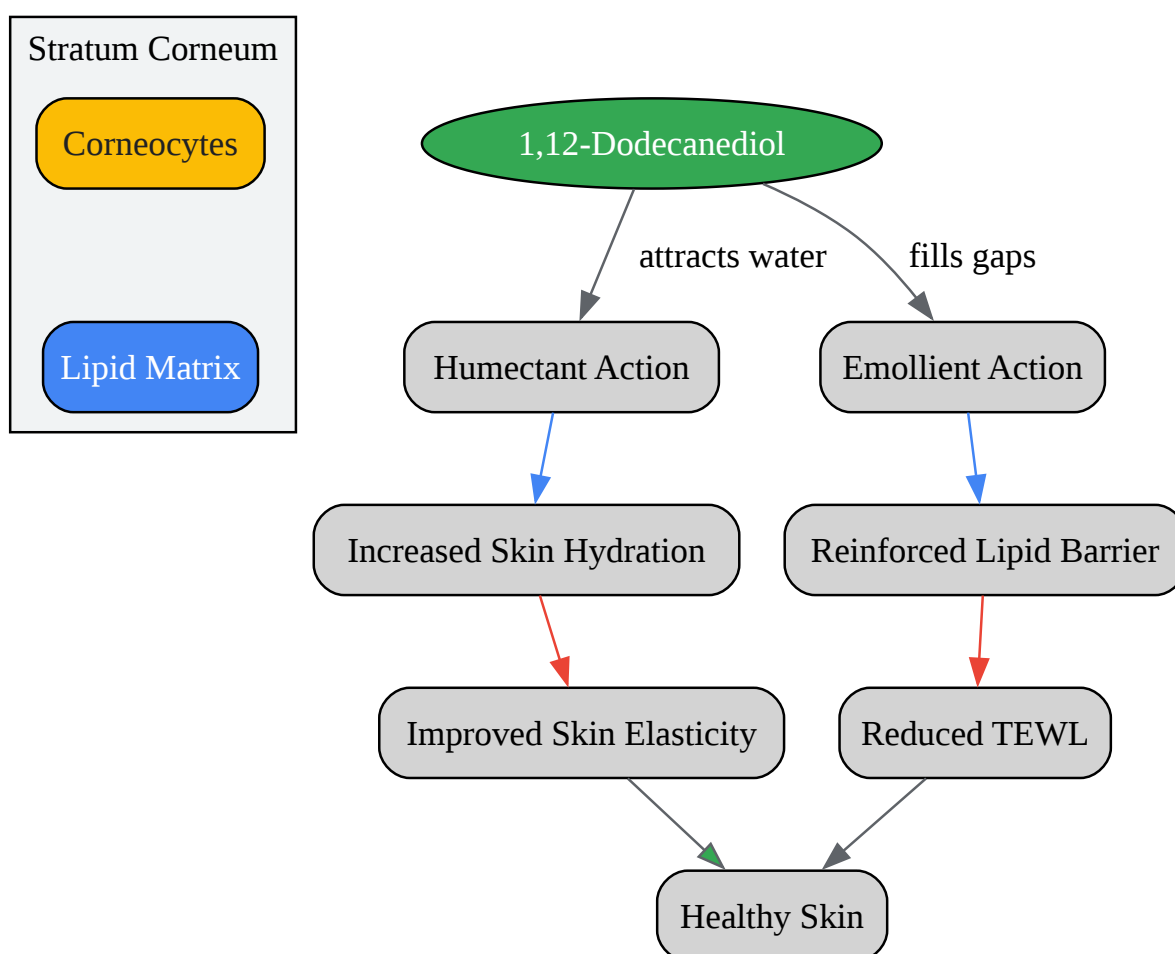 Stratum Corneum
Corneocytes
1,12-Dodecanediol
attracts water
fills gaps
Lipid Matrix
Humectant Action
Emollient Action
Increased Skin Hydration
Reinforced Lipid Barrier
Improved Skin Elasticity
Reduced TEWL
Healthy Skin